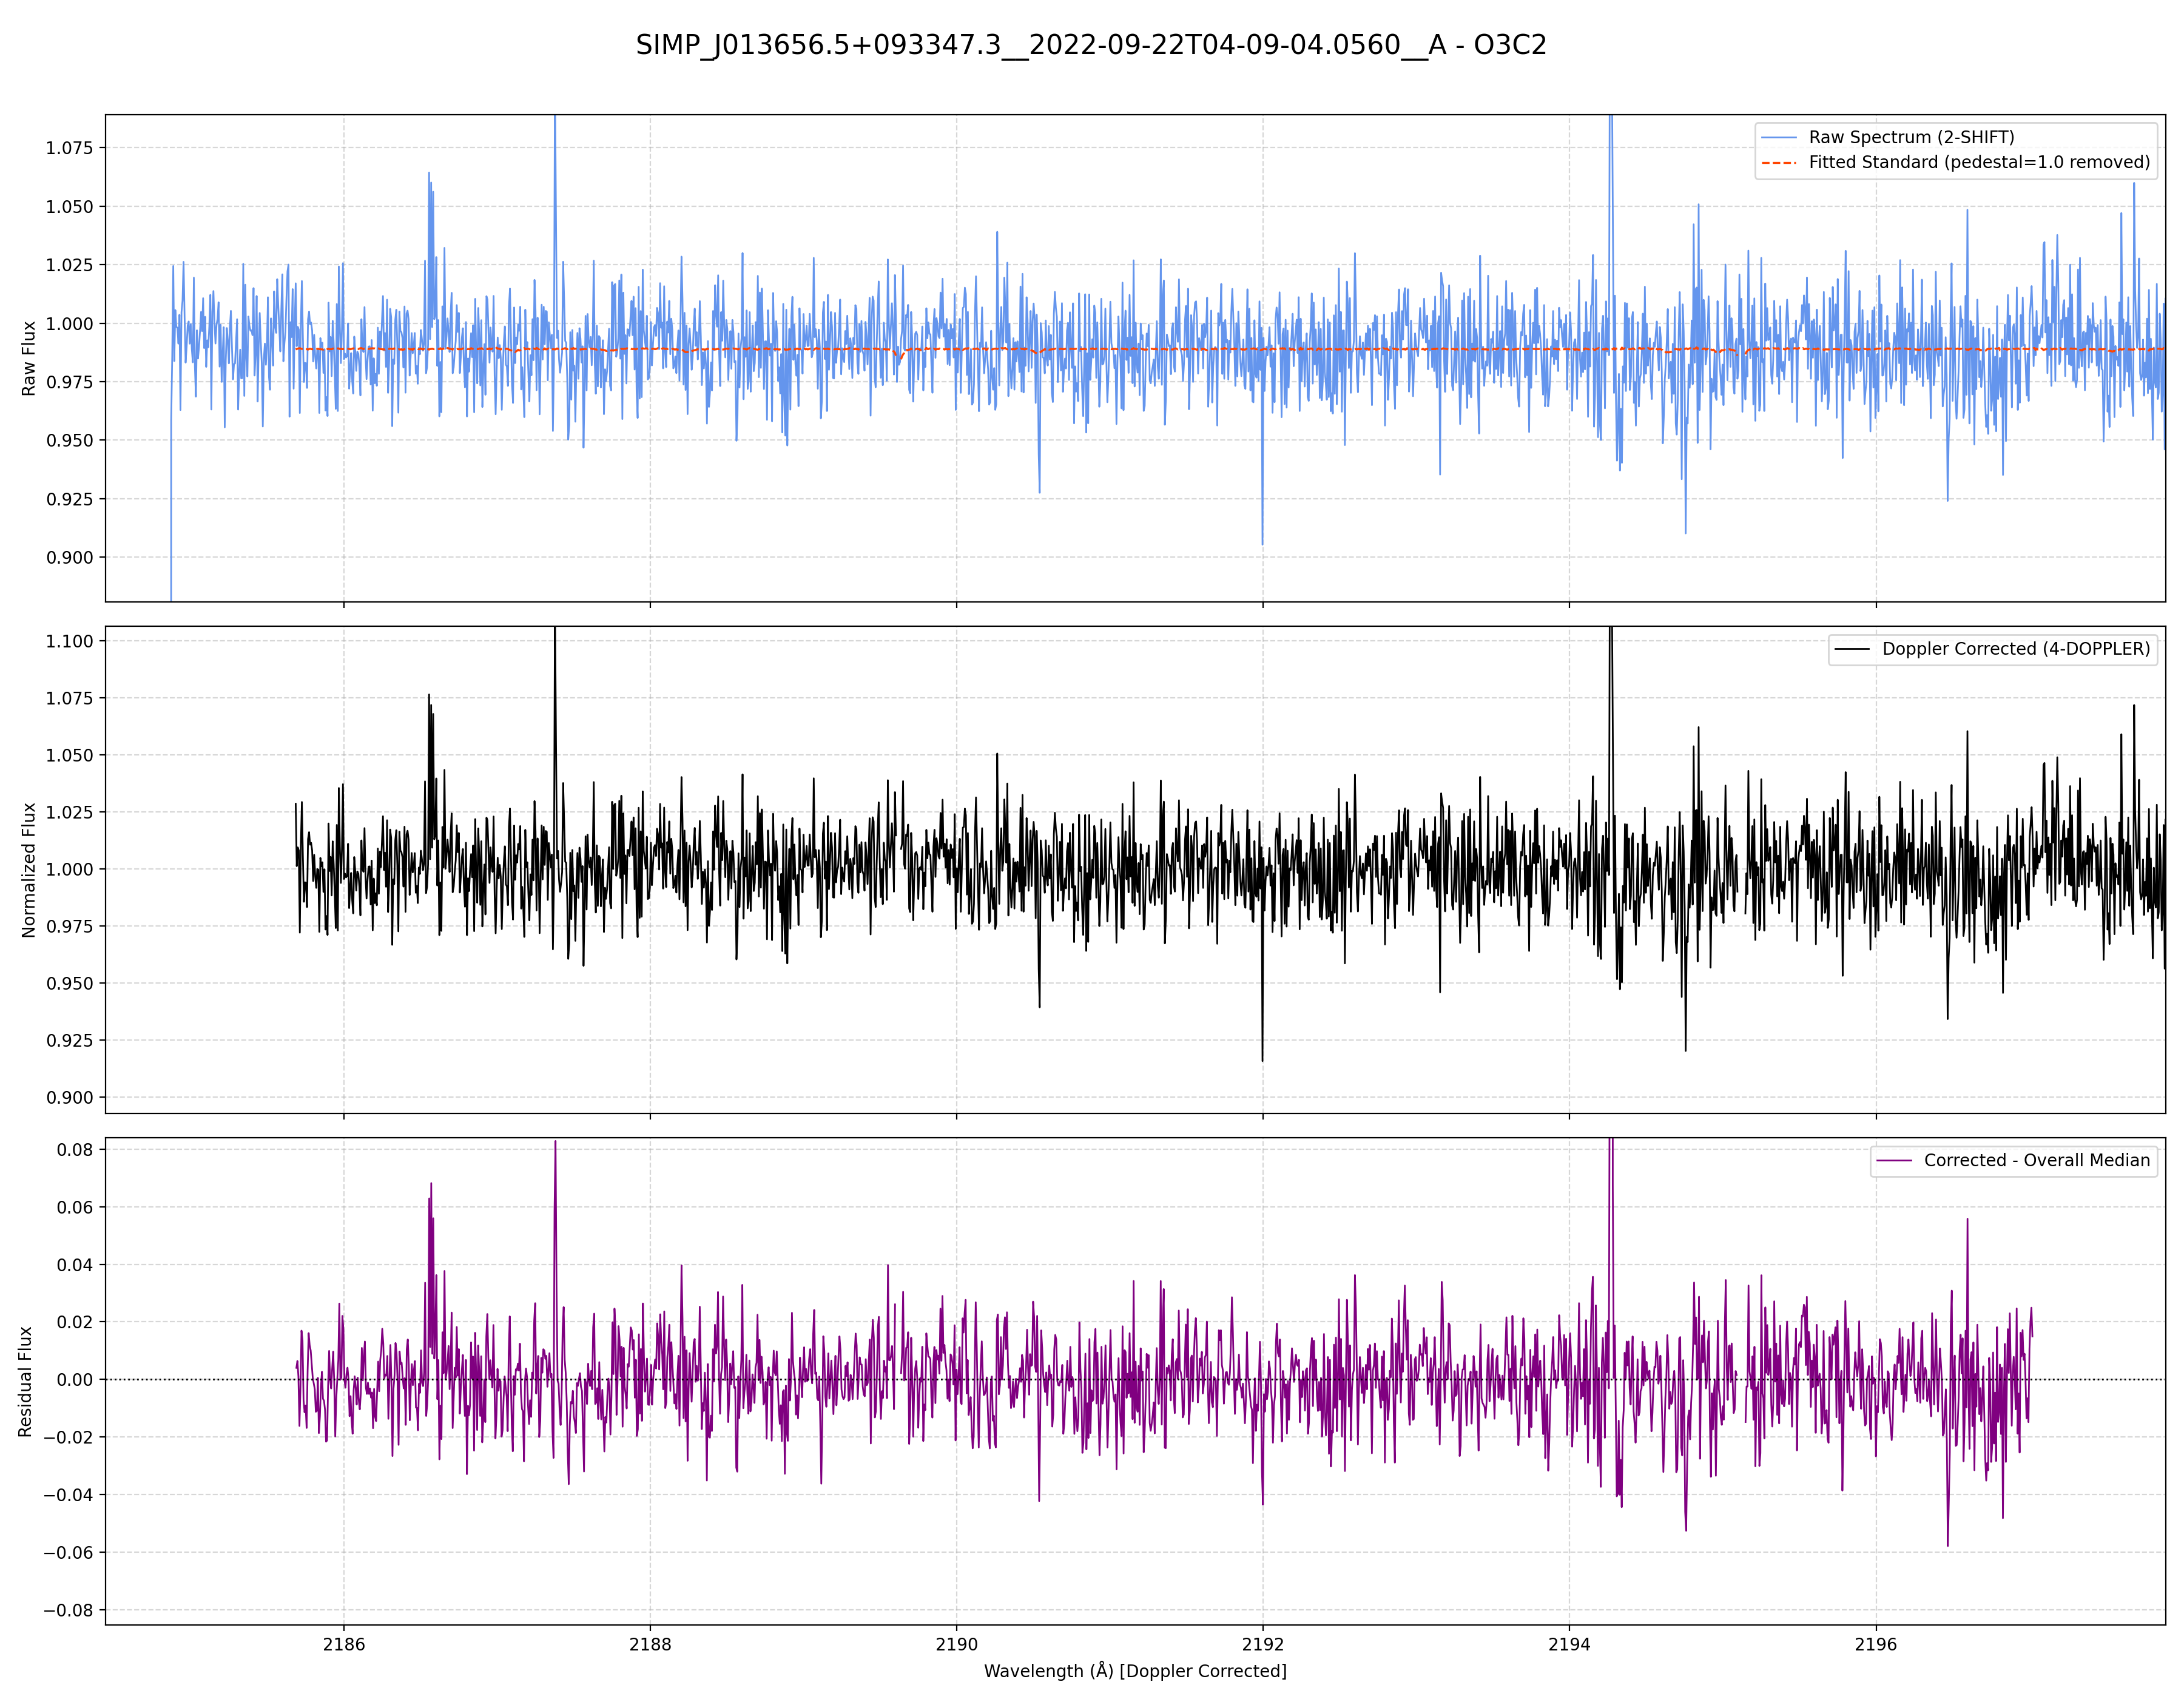 SIMP_J013656.5+093347.3__2022-09-22T04-09-04.0560__A - O3C2
Raw Flux
1.075
1.050
1.025
1.000
0.975
0.950
0.925
0.900
Raw Spectrum (2-SHIFT)
Fitted Standard (pedestal=1.0 removed)
Normalized Flux
1.100
1.075
1.050
1.025
1.000
0.975
0.950
0.925
0.900
Doppler Corrected (4-DOPPLER)
Residual Flux
0.08
0.06
0.04
0.02
0.00
−0.02
−0.04
−0.06
−0.08
Corrected - Overall Median
2186 2188 2190 2192 2194 2196
Wavelength (Å) [Doppler Corrected]